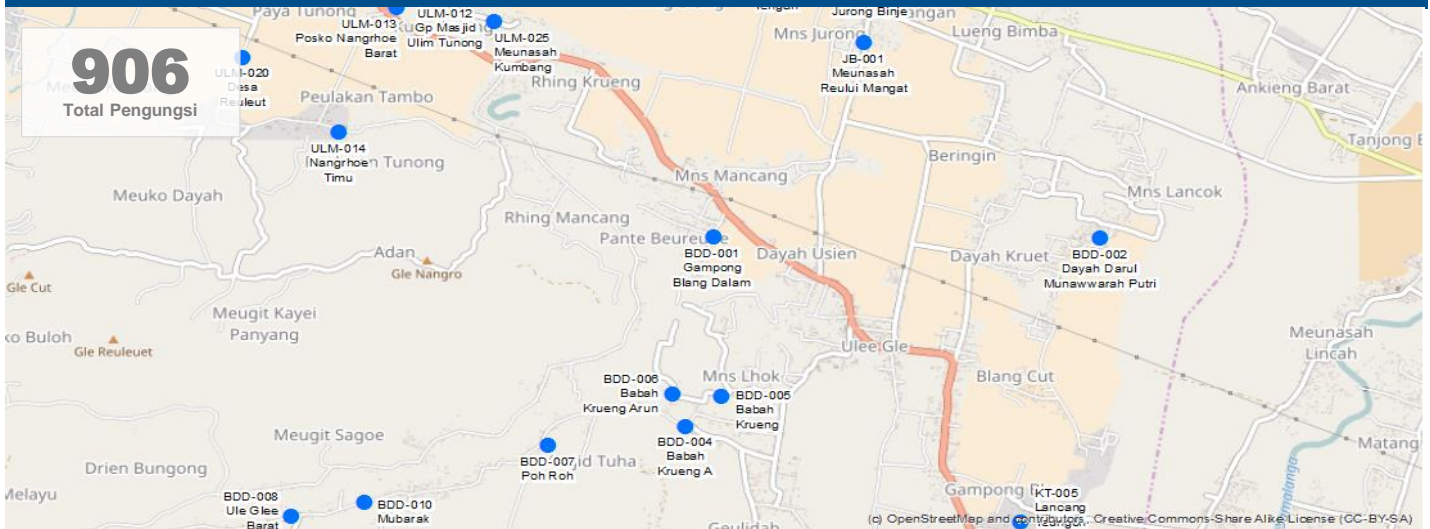 906
Total Pengungsi
Paya Tunong
ULM-013
Posko Nangrhoe
Barat
ULM-012
Gp Masjid
Ulim Tunong
ULM-025
Meunasah
Kumbang
Rhing Krueng
ULM-020
Desa
Reuleut
Peulakan Tambo
ULM-014
Nangrhoe
Timu
Tunong
Meuko Dayah
Adan
Gle Nangro
Gle Cut
Meugit Kayei
Panyang
ko Buloh
Gle Reuleuet
Jurong Binje
Mns Jurong
Lueng Bimba
JB-001
Meunasah
Reului Mangat
Ankieng Barat
Tanjong B
Beringin
Mns Mancang
Mns Lancok
Rhing Mancang
Pante Beureune
BDD-001
Gampong
Blang Dalam
Dayah Usien
Dayah Kruet
BDD-002
Dayah Darul
Munawwarah Putri
Ulee Gle
Meunasah
Lincah
Blang Cut
Mns Lhok
BDD-006
Babah
Krueng Arun
BDD-005
Babah
Krueng
BDD-004
Babah
Krueng A
Meugit Sagoe
BDD-007
Poh Roh
id Tuha
Drien Bungong
Melayu
BDD-008
Ule Glee
Barat
BDD-010
Mubarak
Geulidah
Gampong
KT-005
Lancang
Matang
(c) OpenStreetMap and contributors, Creative Commons-Share Alike License (CC-BY-SA)